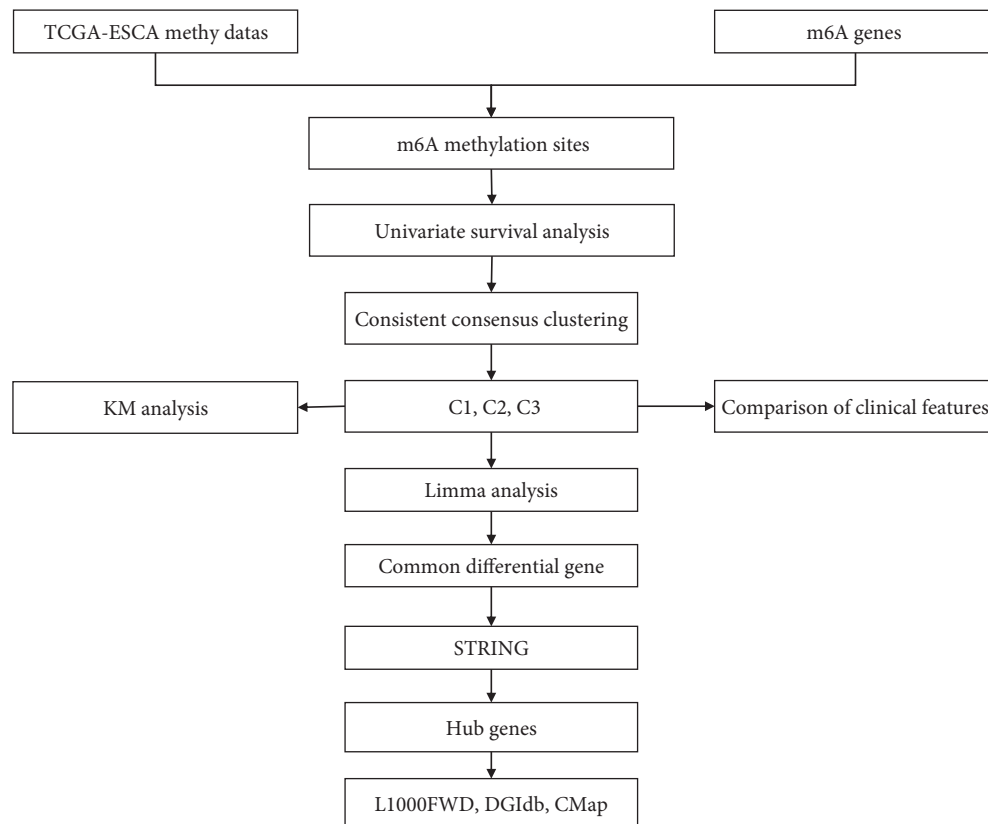 TCGA-ESCA methy datas
m6A genes
m6A methylation sites
Univariate survival analysis
Consistent consensus clustering
KM analysis
C1, C2, C3
Comparison of clinical features
Limma analysis
Common differential gene
STRING
Hub genes
L1000FWD, DGIdb, CMap